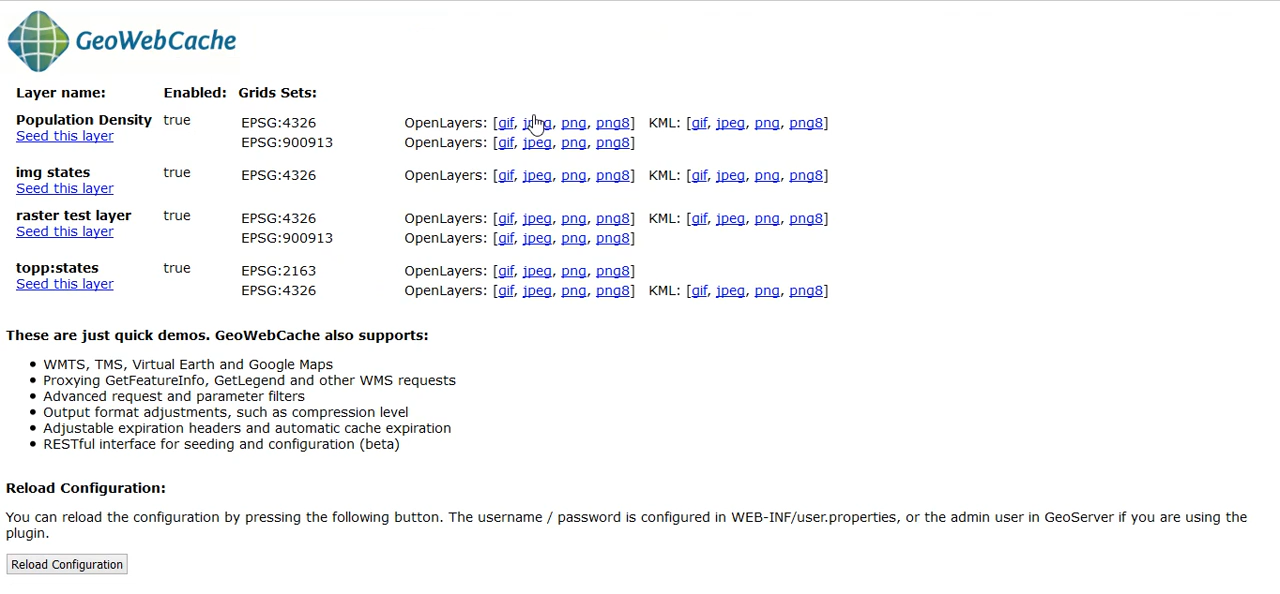 GeoWebCache
Layer name: Enabled: Grids Sets:
Population Density true EPSG:4326 OpenLayers: [gif, jpeg, png, png8] KML: [gif, jpeg, png, png8]
Seed this layer EPSG:900913 OpenLayers: [gif, jpeg, png, png8]
img states true EPSG:4326 OpenLayers: [gif, jpeg, png, png8] KML: [gif, jpeg, png, png8]
Seed this layer
raster test layer true EPSG:4326 OpenLayers: [gif, jpeg, png, png8] KML: [gif, jpeg, png, png8]
Seed this layer EPSG:900913 OpenLayers: [gif, jpeg, png, png8]
topp:states true EPSG:2163 OpenLayers: [gif, jpeg, png, png8]
Seed this layer EPSG:4326 OpenLayers: [gif, jpeg, png, png8] KML: [gif, jpeg, png, png8]
These are just quick demos. GeoWebCache also supports:
• WMTS, TMS, Virtual Earth and Google Maps
• Proxying GetFeatureInfo, GetLegend and other WMS requests
• Advanced request and parameter filters
• Output format adjustments, such as compression level
• Adjustable expiration headers and automatic cache expiration
• RESTful interface for seeding and configuration (beta)
Reload Configuration:
You can reload the configuration by pressing the following button. The username / password is configured in WEB-INF/user.properties, or the admin user in GeoServer if you are using the
plugin.
Reload Configuration